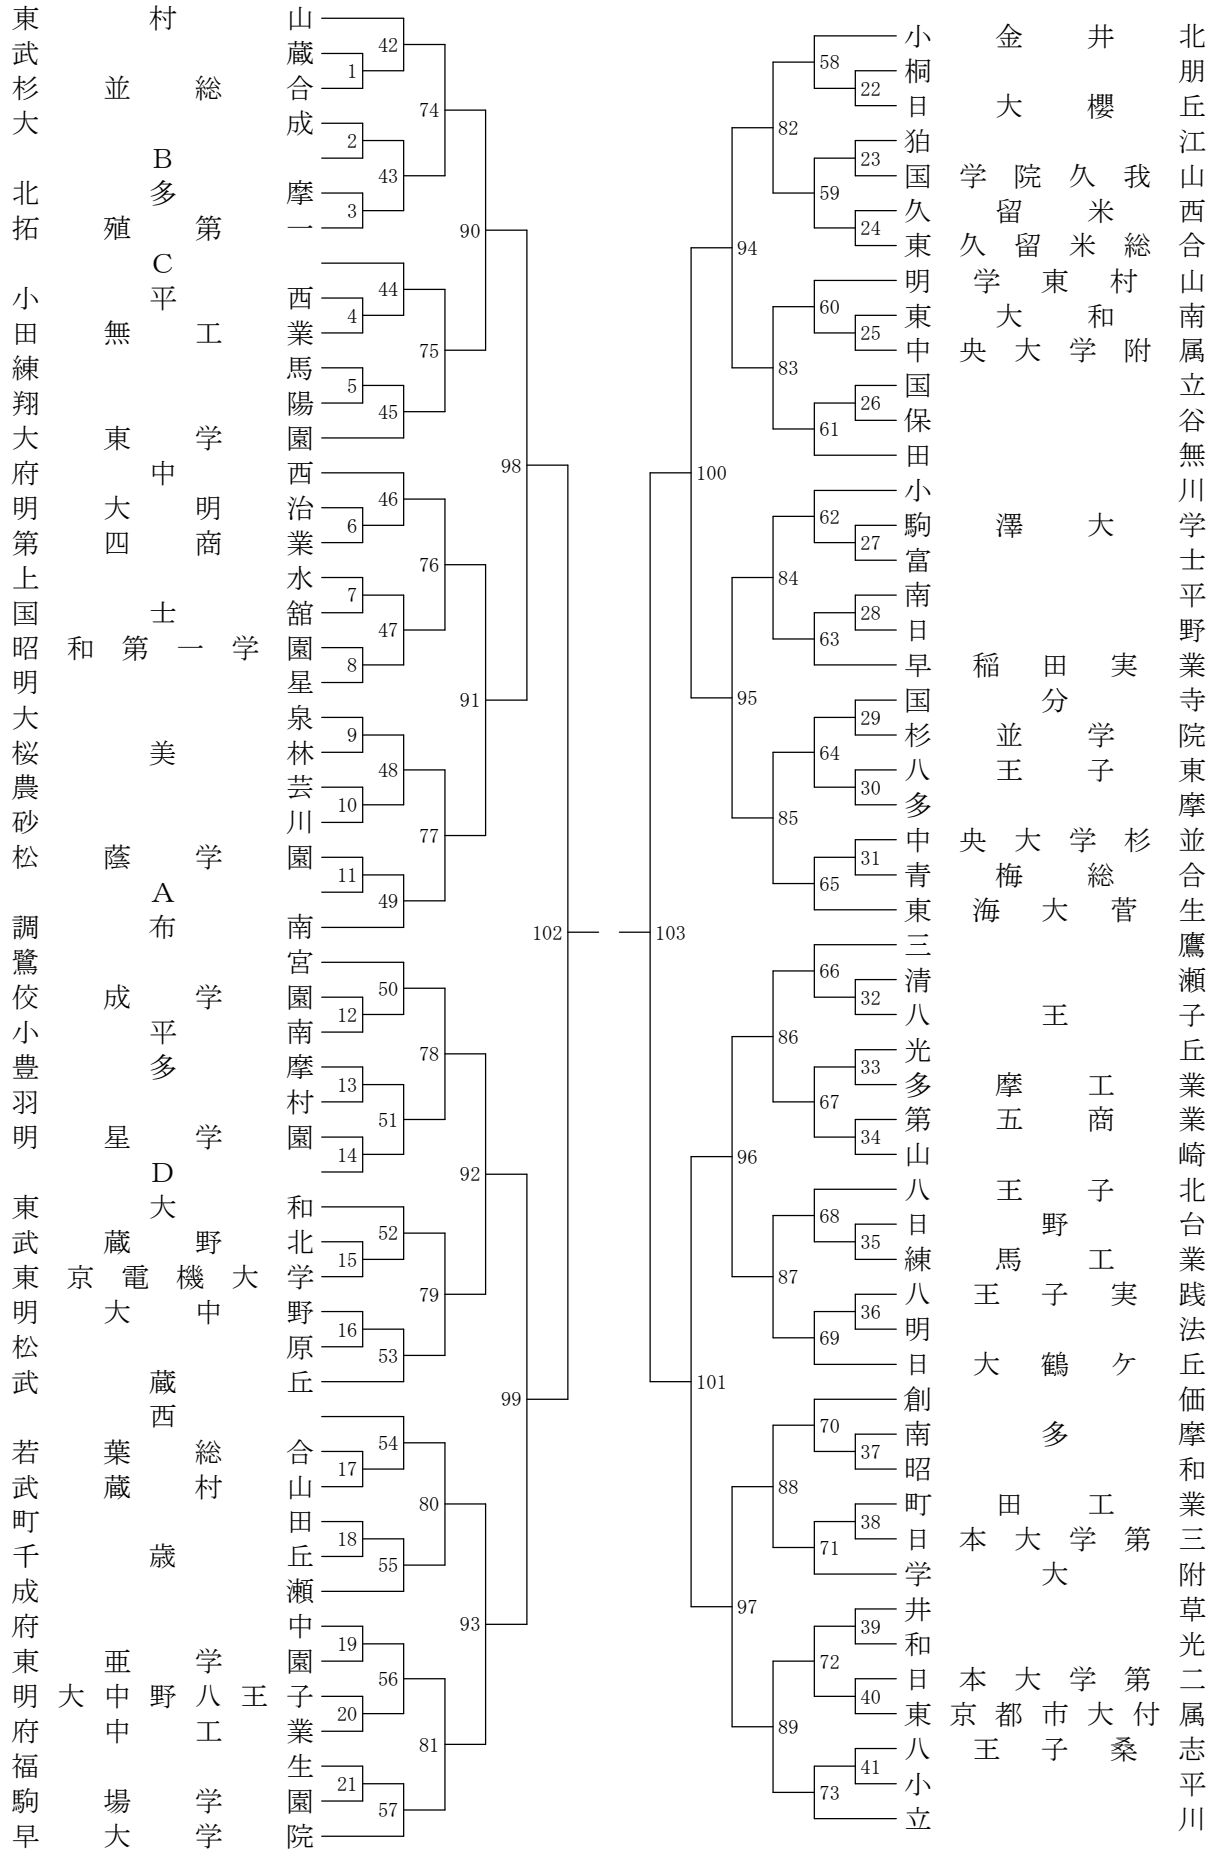 東村山
武蔵
杉並総合
大成
B
北多摩
拓殖第一
C
小平西
田無工業
練馬
翔陽
大東学園
府中西
明大明治
第四商業
上水
国士舘
昭和第一学園
明星
大泉
桜美林
農芸
砂川
松蔭学園
A
調布南
鷺宮
佼成学園
小平南
豊多摩
羽村
明星学園
D
東大和
武蔵野北
東京電機大学
明大中野
松原
武蔵丘
西
若葉総合
武蔵村山
町田
千歳丘
成瀬
府中
東亜学園
明大中野八王子
府中工業
福生
駒場学園
早大学院
42
1
2
43
3
74
44
4
5
45
75
90
46
6
7
47
8
76
9
48
10
11
49
77
91
98
50
12
13
51
14
78
52
15
16
53
79
92
54
17
18
55
80
19
56
20
21
57
81
93
99
102
103
100
101
94
95
96
97
82
83
84
85
86
87
88
89
58
22
23
59
24
60
25
26
61
62
27
28
63
29
64
30
31
65
66
32
33
67
34
68
35
36
69
70
37
38
71
39
72
40
41
73
小金井北
桐朋
日大櫻丘
狛江
国学院久我山
久留米西
東久留米総合
明学東村山
東大和南
中央大学附属
国立
保谷
田無
小川
駒澤大学
富士
南平
日野
早稲田実業
国分寺
杉並学院
八王子東
多摩
中央大学杉並
青梅総合
東海大菅生
三鷹
清瀬
八王子
光丘
多摩工業
第五商業
山崎
八王子北
日野台
練馬工業
八王子実践
明法
日大鶴ケ丘
創価
南多摩
昭和
町田工業
日本大学第三
学大附
井草
和光
日本大学第二
東京都市大付属
八王子桑志
小平
立川